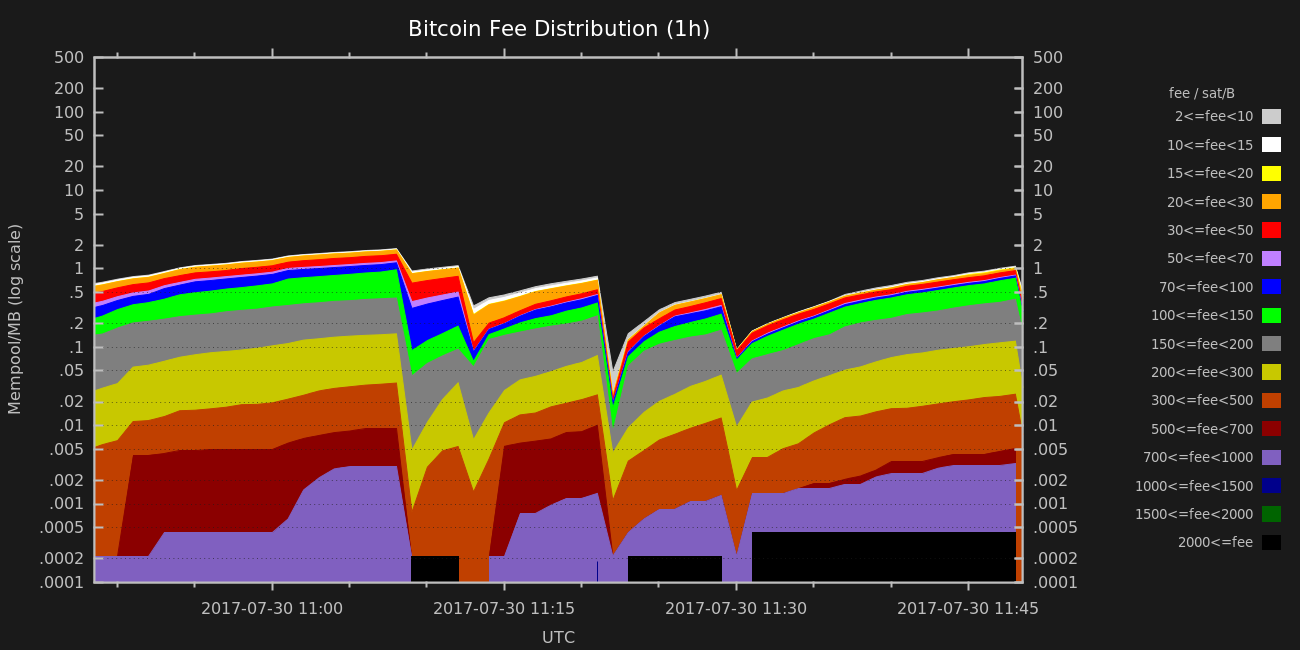 Bitcoin Fee Distribution (1h)
Mempool/MB (log scale)
500
200
100
50
20
10
5
2
1
.5
.2
.1
.05
.02
.01
.005
.002
.001
.0005
.0002
.0001
500
200
100
50
20
10
5
2
1
.5
.2
.1
.05
.02
.01
.005
.002
.001
.0005
.0002
.0001
2017-07-30 11:00
2017-07-30 11:15
2017-07-30 11:30
2017-07-30 11:45
UTC
fee / sat/B
2<=fee<10
10<=fee<15
15<=fee<20
20<=fee<30
30<=fee<50
50<=fee<70
70<=fee<100
100<=fee<150
150<=fee<200
200<=fee<300
300<=fee<500
500<=fee<700
700<=fee<1000
1000<=fee<1500
1500<=fee<2000
2000<=fee